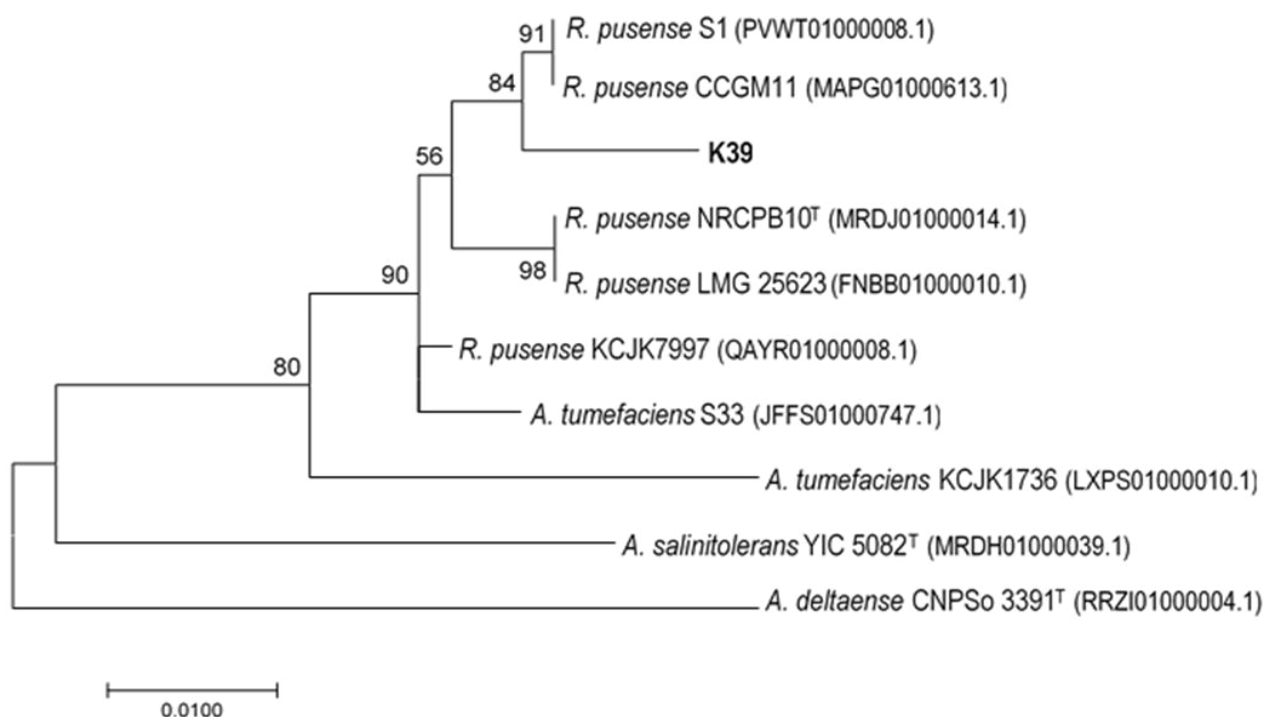 91 R. pusense S1 (PVWT01000008.1)
84 R. pusense CCGM11 (MAPG01000613.1)
K39
56
R. pusense NRCPB10ᵀ (MRDJ01000014.1)
98
R. pusense LMG 25623 (FNBB01000010.1)
90
R. pusense KCJK7997 (QAYR01000008.1)
80
A. tumefaciens S33 (JFFS01000747.1)
A. tumefaciens KCJK1736 (LXPS01000010.1)
A. salinitolerans YIC 5082ᵀ (MRDH01000039.1)
A. deltaense CNPSo 3391ᵀ (RRZI01000004.1)
0.0100